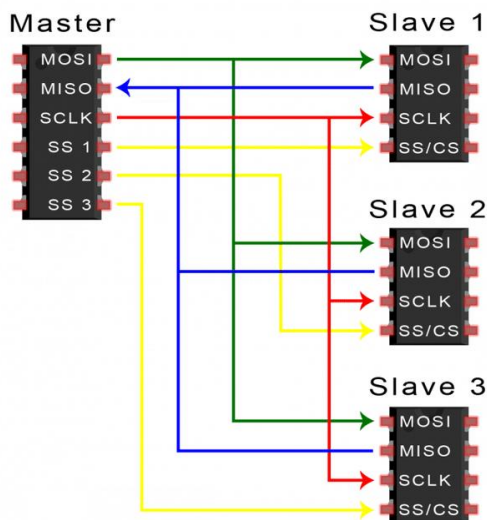 Master
MOSI
MISO
SCLK
SS 1
SS 2
SS 3
Slave 1
MOSI
MISO
SCLK
SS/CS
Slave 2
MOSI
MISO
SCLK
SS/CS
Slave 3
MOSI
MISO
SCLK
SS/CS